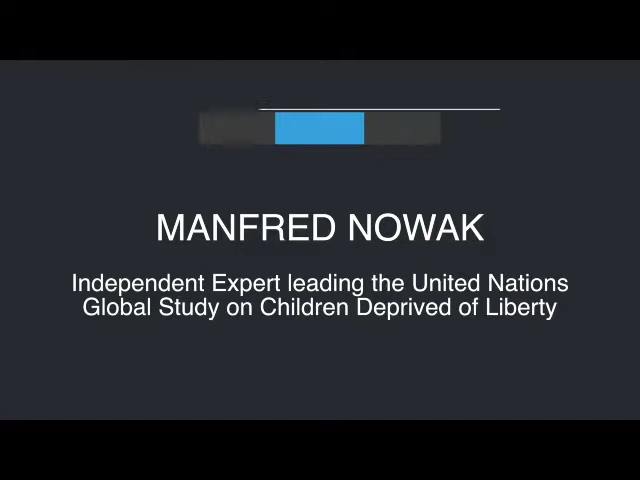 MANFRED NOWAK
Independent Expert leading the United Nations
Global Study on Children Deprived of Liberty